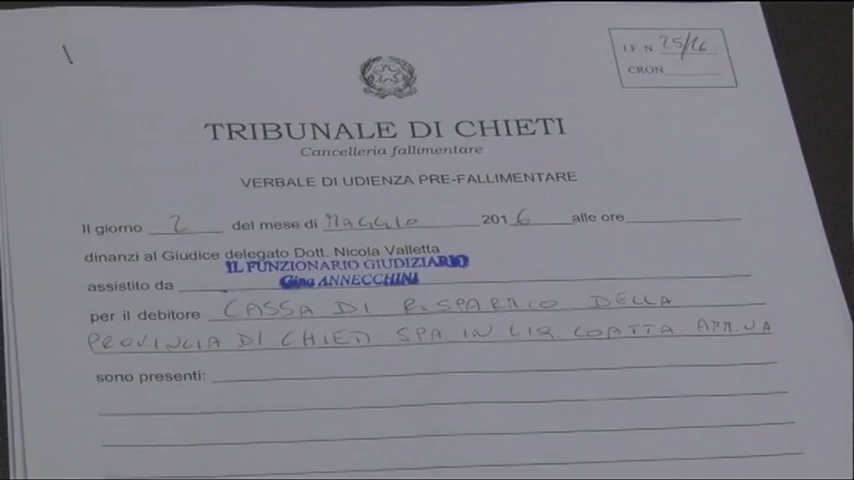 I.F. N. 25/16
CRON
TRIBUNALE DI CHIETI
Cancelleria fallimentare
VERBALE DI UDIENZA PRE-FALLIMENTARE
Il giorno 2 del mese di MAGGIO 2016 alle ore
dinanzi al Giudice delegato Dott. Nicola Valletta
IL FUNZIONARIO GIUDIZIARIO
assistito da Gina ANNECCHINI
per il debitore CASSA DI RISPARMIO DELLA
PROVINCIA DI CHIETI SPA IN LIQ. COATTA AMM.VA
sono presenti: